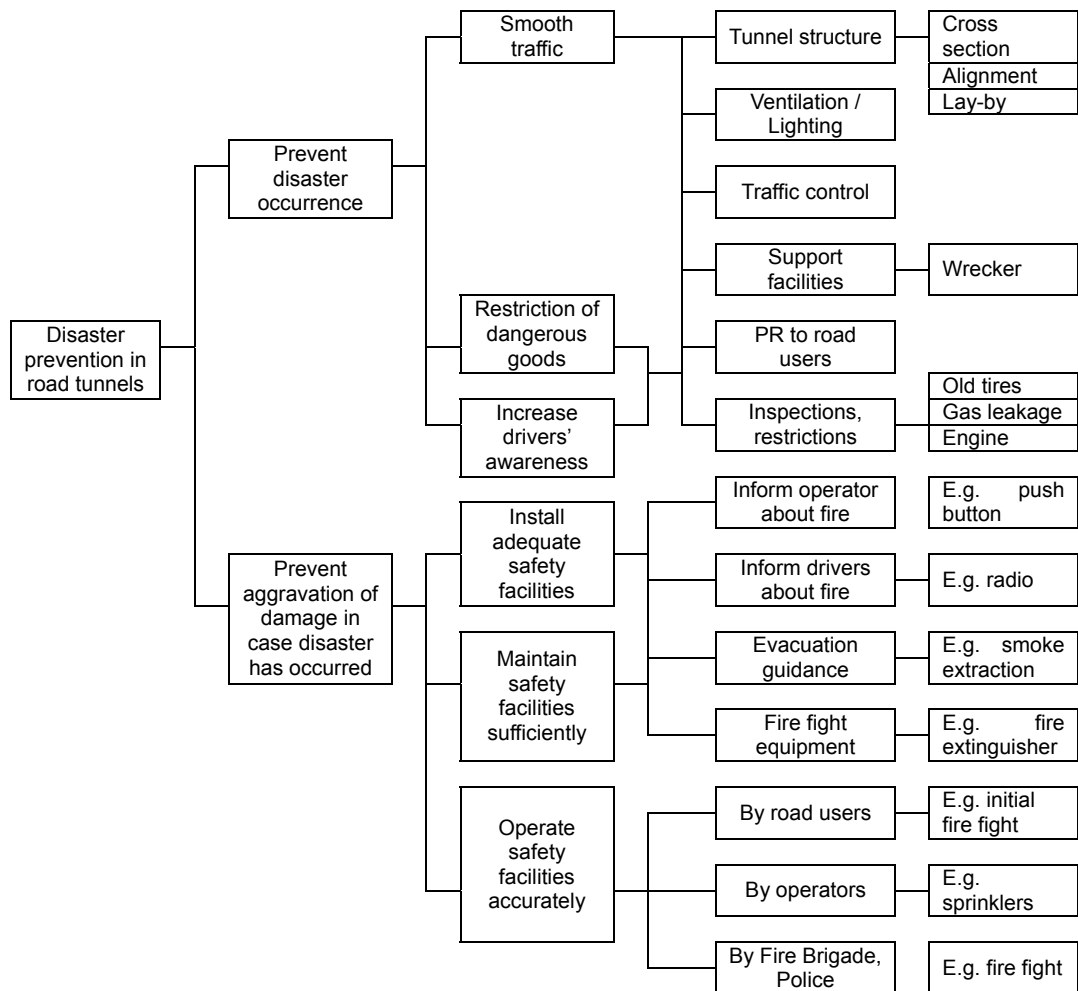 Disaster
prevention in
road tunnels
Prevent
disaster
occurrence
Prevent
aggravation of
damage in
case disaster
has occurred
Smooth
traffic
Restriction of
dangerous
goods
Increase
drivers’
awareness
Install
adequate
safety
facilities
Maintain
safety
facilities
sufficiently
Operate
safety
facilities
accurately
Tunnel structure
Ventilation /
Lighting
Traffic control
Support
facilities
PR to road
users
Inspections,
restrictions
Inform operator
about fire
Inform drivers
about fire
Evacuation
guidance
Fire fight
equipment
By road users
By operators
By Fire Brigade,
Police
Cross
section
Alignment
Lay-by
Wrecker
Old tires
Gas leakage
Engine
E.g. push
button
E.g. radio
E.g. smoke
extraction
E.g. fire
extinguisher
E.g. initial
fire fight
E.g.
sprinklers
E.g. fire fight